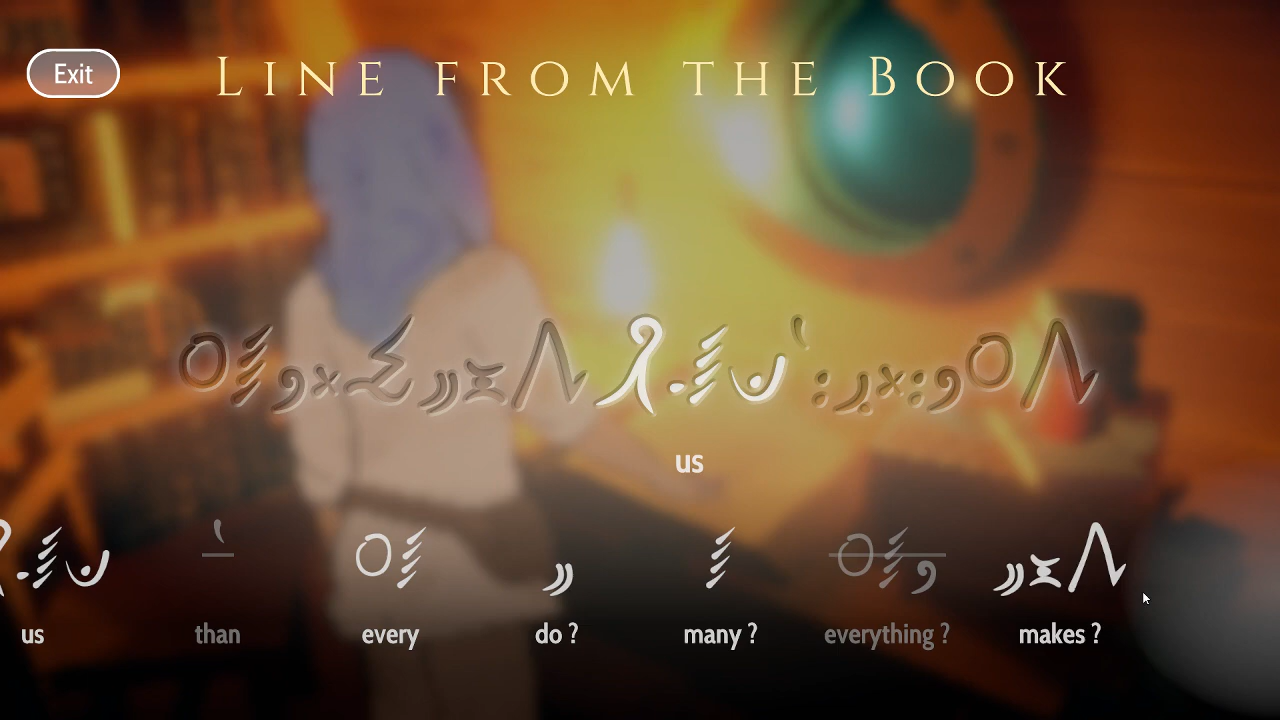 Exit
LINE FROM THE BOOK
us
us than every do ? many ? everything ? makes ?